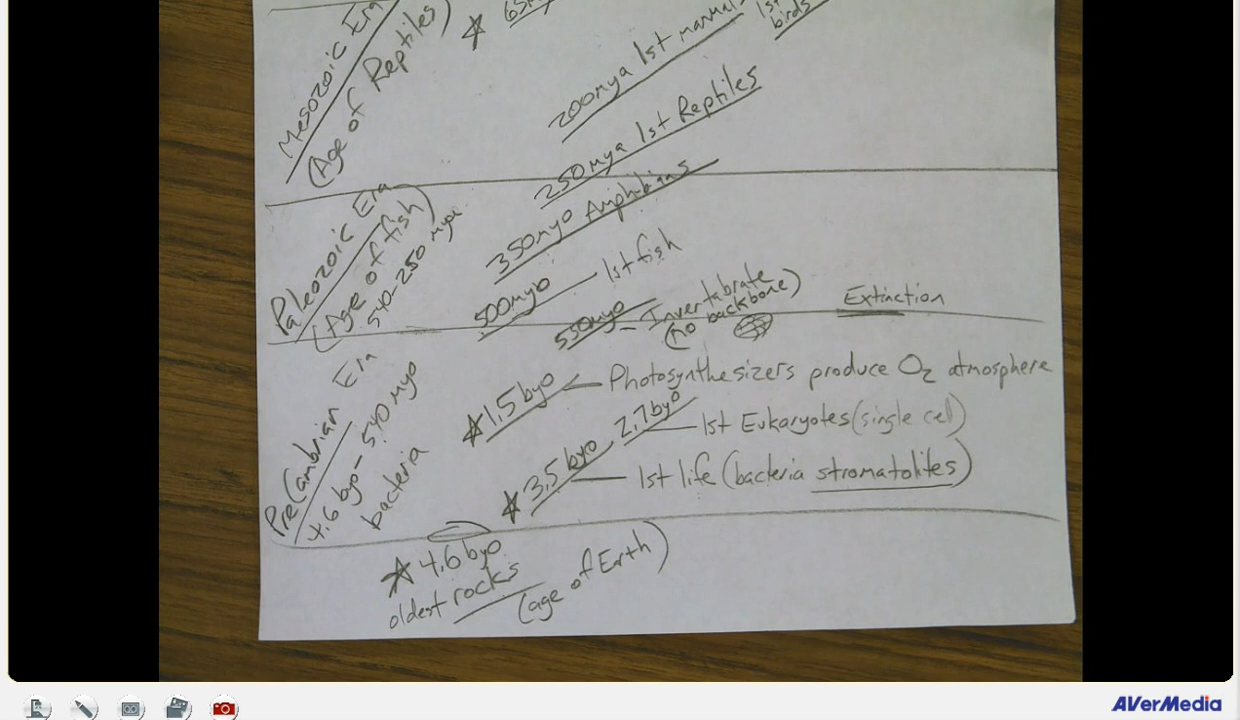 Mesozoic Era
(Age of Reptiles)
65m
1st
birds
200mya 1st mammals
250mya 1st Reptiles
Paleozoic Era
(Age of fish)
540-250 mya
350myo Amphibians
500myo 1st fish
550myo - Invertabrate
(no backbone)
Extinction
PreCambrian Era
4.6 byo - 540 myo
bacteria
1.5 byo Photosynthesizers produce O2 atmosphere
2.7 byo 1st Eukaryotes (single cell)
3.5 byo 1st life (bacteria stromatolites)
4.6 byo
oldest rocks
(age of Earth)
AVerMedia